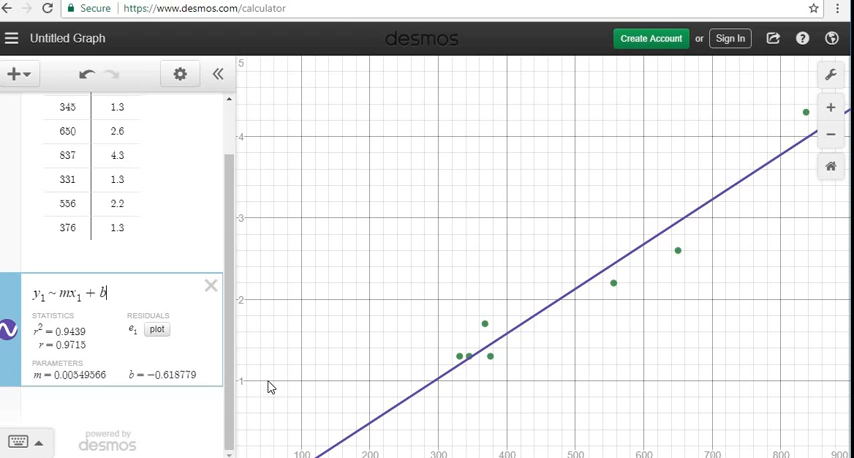 Secure https://www.desmos.com/calculator
Untitled Graph
desmos
Create Account or Sign In
345 1.3
650 2.6
837 4.3
331 1.3
556 2.2
376 1.3
y1 ~ mx1 + b
STATISTICS RESIDUALS
r² = 0.9439 e1 plot
r = 0.9715
PARAMETERS
m = 0.00549566 b = −0.618779
powered by
desmos
5
4
3
2
1
100 200 300 400 500 600 700 800 900